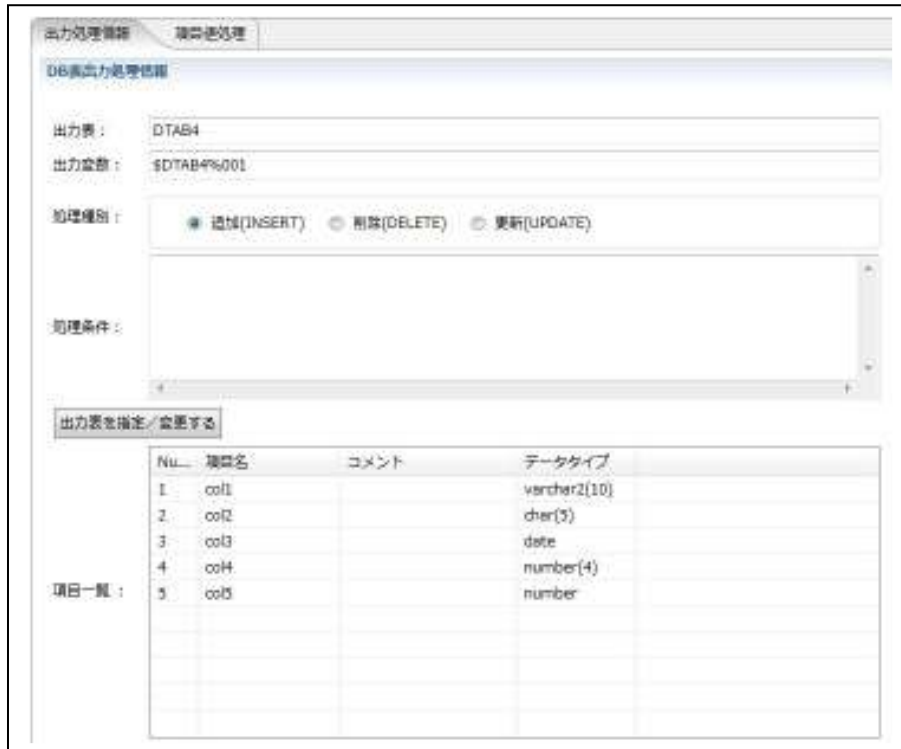 出力処理情報 項目値処理
DB表出力処理情報
出力表： DTAB4
出力変数： $DTAB4%001
処理種別： 追加(INSERT) 削除(DELETE) 更新(UPDATE)
処理条件：
出力表を指定／変更する
Nu... 項目名 コメント データタイプ
1 col1 varchar2(10)
2 col2 char(5)
3 col3 date
4 col4 number(4)
項目一覧： 5 col5 number